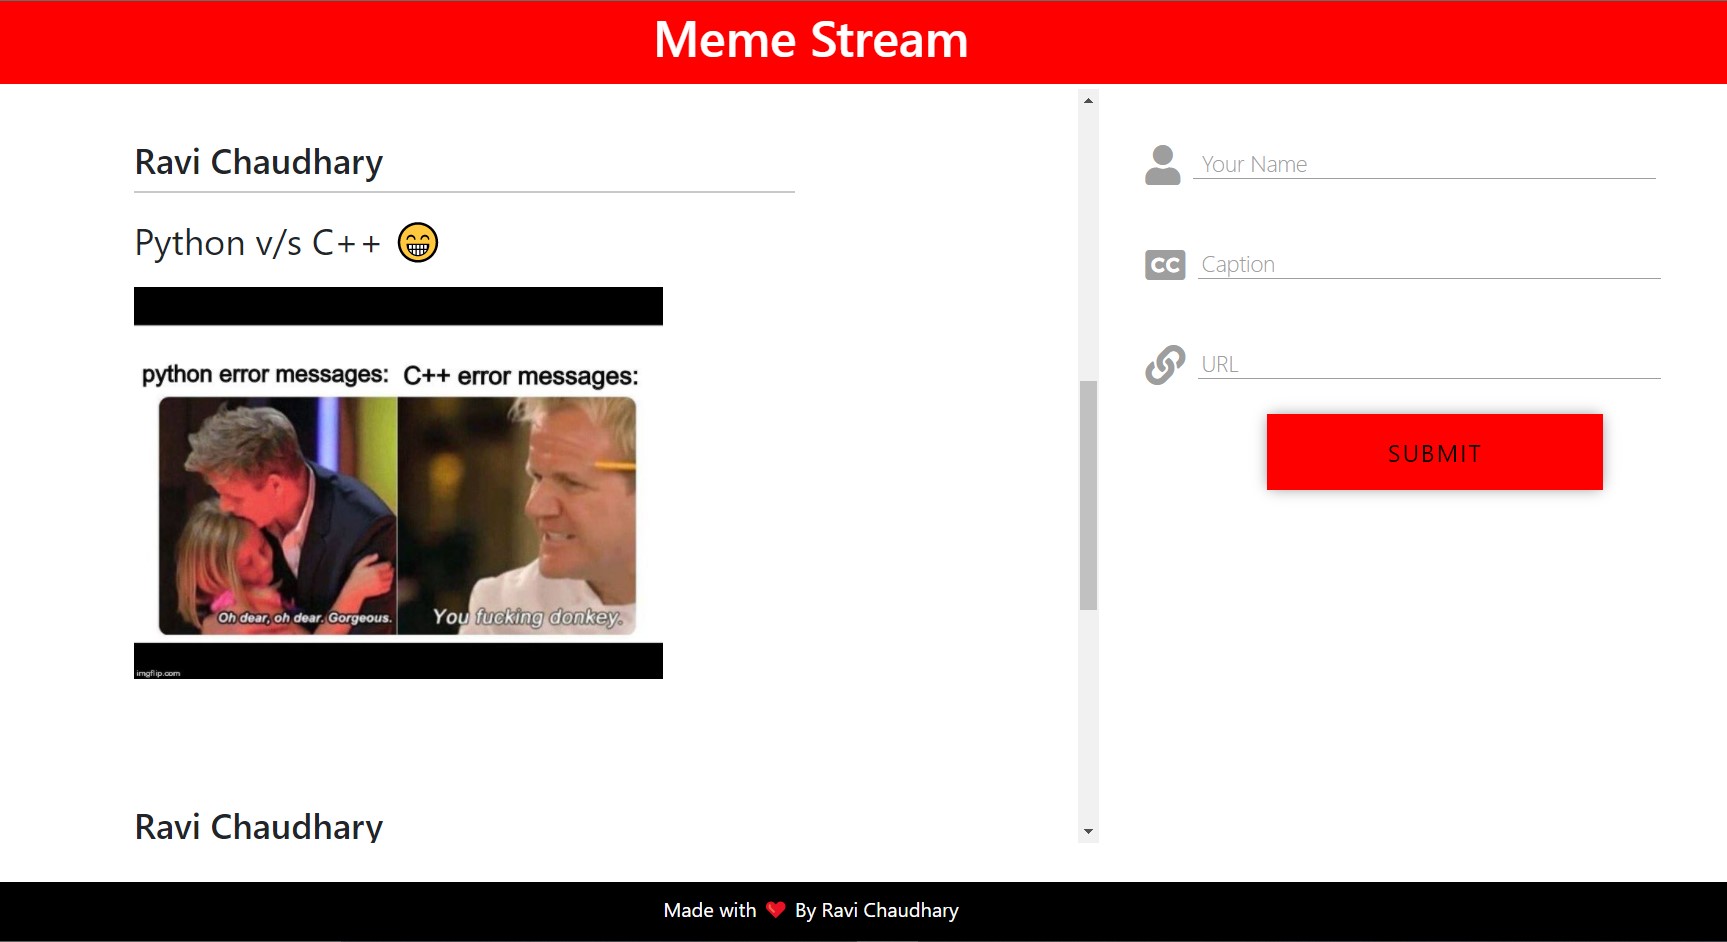 Meme Stream
Ravi Chaudhary
Python v/s C++ 😁
python error messages: C++ error messages:
Oh dear, oh dear. Gorgeous.
You fucking donkey.
imgflip.com
Ravi Chaudhary
Your Name
CC Caption
URL
SUBMIT
Made with ❤ By Ravi Chaudhary